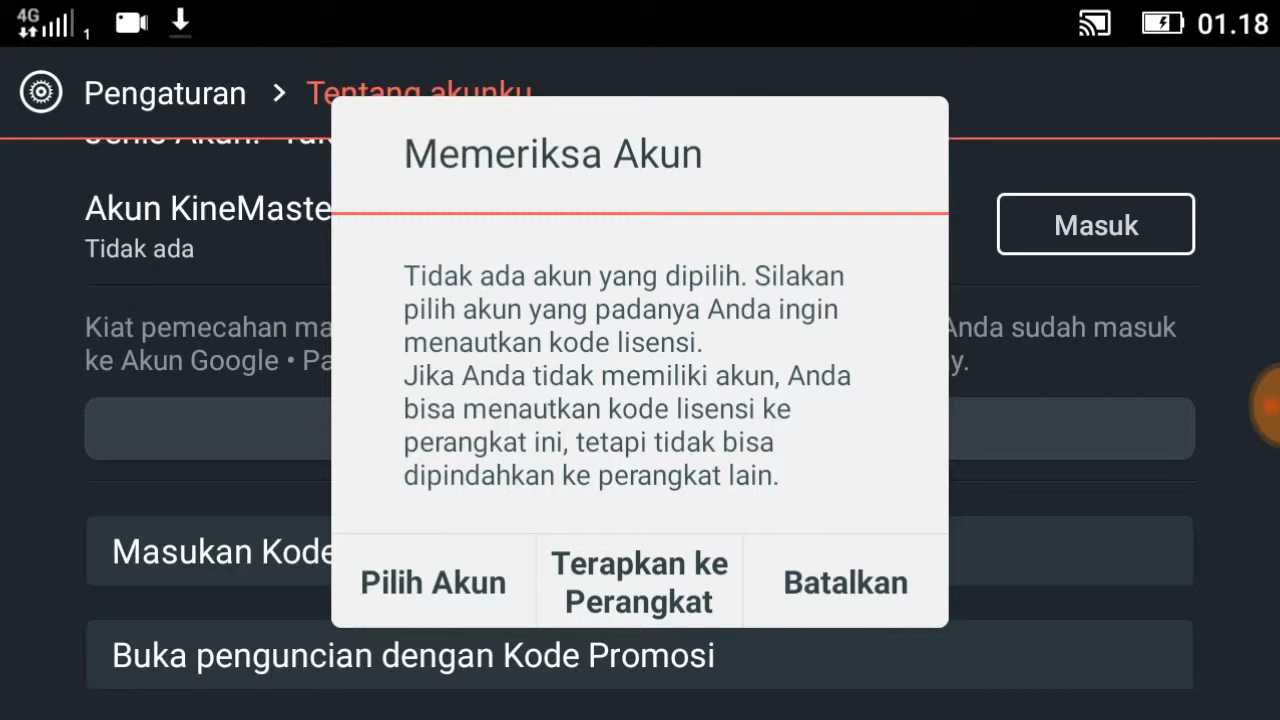 4G
1
01.18
Pengaturan > Tentang akunku
Memeriksa Akun
Akun KineMaste
Tidak ada
Masuk
Tidak ada akun yang dipilih. Silakan
pilih akun yang padanya Anda ingin
menautkan kode lisensi.
Jika Anda tidak memiliki akun, Anda
bisa menautkan kode lisensi ke
perangkat ini, tetapi tidak bisa
dipindahkan ke perangkat lain.
Kiat pemecahan ma
Anda sudah masuk
ke Akun Google • Pa
y.
Masukan Kode
Pilih Akun
Terapkan ke
Perangkat
Batalkan
Buka penguncian dengan Kode Promosi